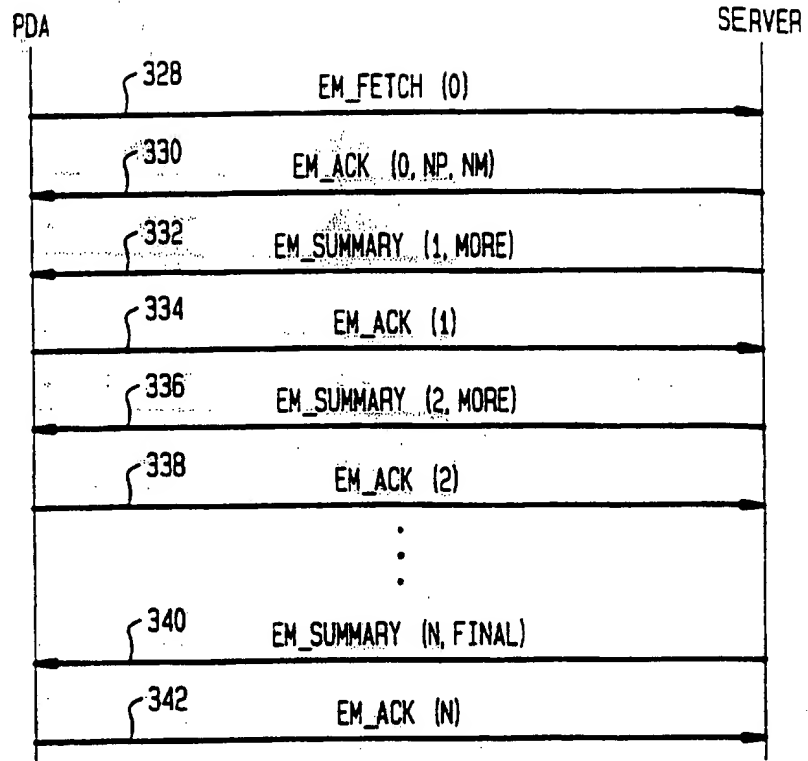 PDA
SERVER
328
EM_FETCH (0)
330
EM_ACK (0, NP, NM)
332
EM_SUMMARY (1, MORE)
334
EM_ACK (1)
336
EM_SUMMARY (2, MORE)
338
EM_ACK (2)
340
EM_SUMMARY (N, FINAL)
342
EM_ACK (N)